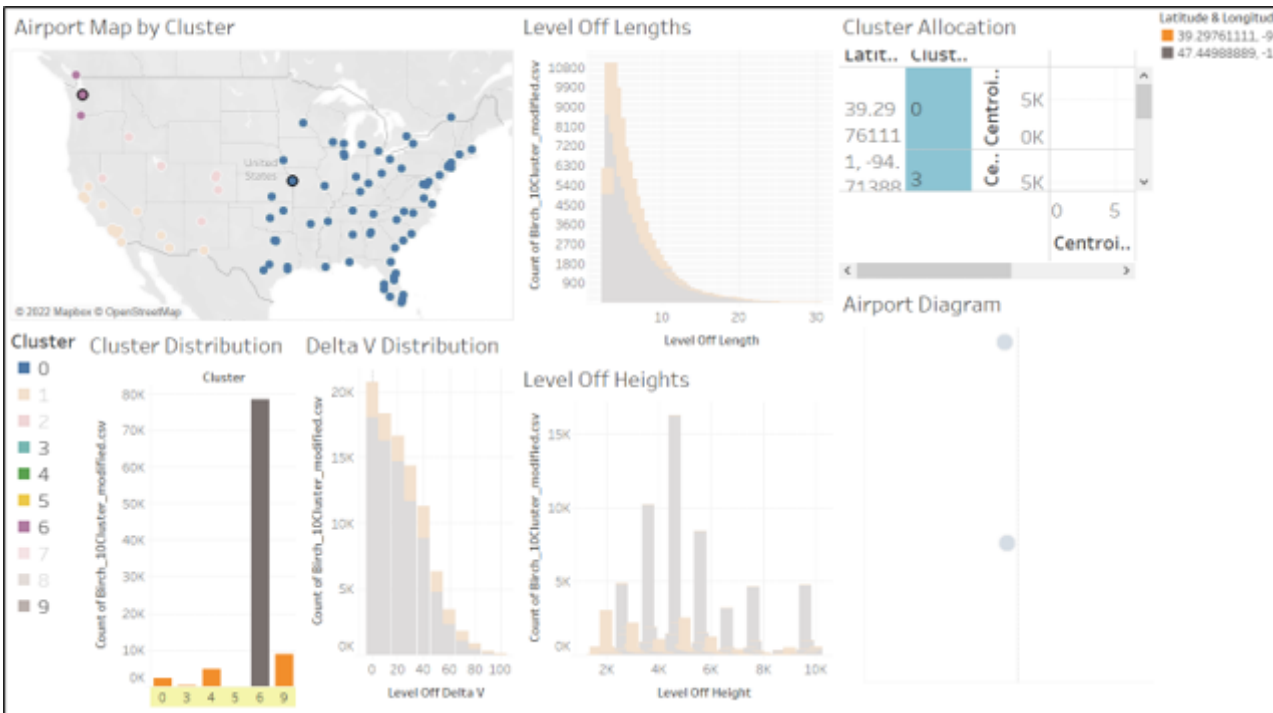 Airport Map by Cluster
United
States
© 2022 Mapbox © OpenStreetMap
Level Off Lengths
Count of Birch_10Cluster_modified.csv
10800
9900
9000
8100
7200
6300
5400
4500
3600
2700
1800
900
10
20
30
Level Off Length
Cluster Allocation
Latit.. Clust..
39.29
76111
1, -94.
71388
0
3
Centroi..
Ce..
5K
0K
5K
0
5
Centroi..
Latitude & Longitud
39.29761111, -9
47.44988889, -1
Cluster
0
1
2
3
4
5
6
7
8
9
Cluster Distribution
Cluster
Count of Birch_10Cluster_modified.csv
80K
70K
60K
50K
40K
30K
20K
10K
0K
0 3 4 5 6 9
Delta V Distribution
Count of Birch_10Cluster_modified.csv
20K
15K
10K
5K
0K
0 20 40 60 80 100
Level Off Delta V
Level Off Heights
Count of Birch_10Cluster_modified.csv
15K
10K
5K
0K
2K 4K 6K 8K 10K
Level Off Height
Airport Diagram